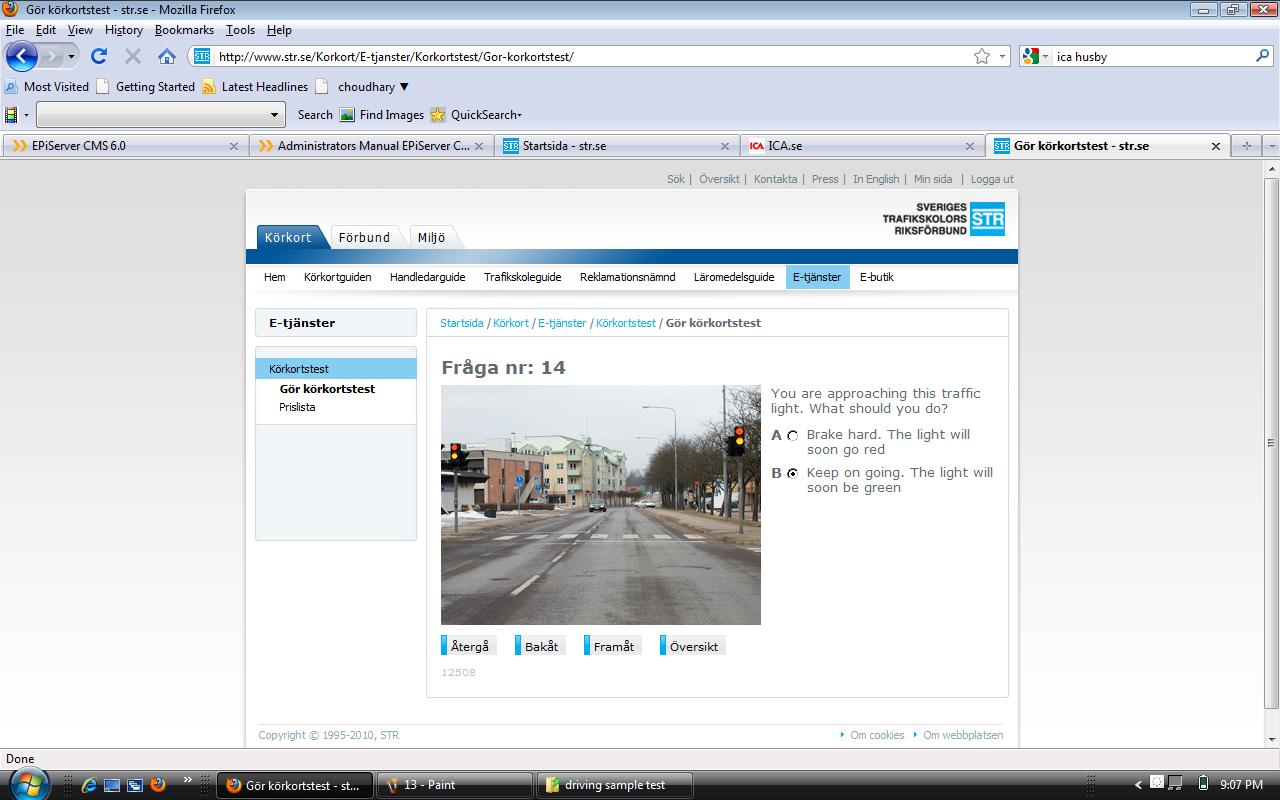 Gör körkortstest - str.se - Mozilla Firefox
File Edit View History Bookmarks Tools Help
STR http://www.str.se/Korkort/E-tjanster/Korkortstest/Gor-korkortstest/ ica husby
Most Visited Getting Started Latest Headlines choudhary ▼
Search Find Images QuickSearch
EPiServer CMS 6.0 Administrators Manual EPiServer C... STR Startsida - str.se ICA ICA.se STR Gör körkortstest - str.se
Sök | Översikt | Kontakta | Press | In English | Min sida | Logga ut
SVERIGES
TRAFIKSKOLORS STR
RIKSFÖRBUND
Körkort Förbund Miljö
Hem Körkortguiden Handledarguide Trafikskoleguide Reklamationsnämnd Läromedelsguide E-tjänster E-butik
E-tjänster
Körkortstest
Gör körkortstest
Prislista
Startsida / Körkort / E-tjänster / Körkortstest / Gör körkortstest
Fråga nr: 14
You are approaching this traffic
light. What should you do?
A Brake hard. The light will
soon go red
B Keep on going. The light will
soon be green
Återgå Bakåt Framåt Översikt
12508
Copyright © 1995-2010, STR Om cookies Om webbplatsen
Done
Gör körkortstest - st... 13 - Paint driving sample test 9:07 PM